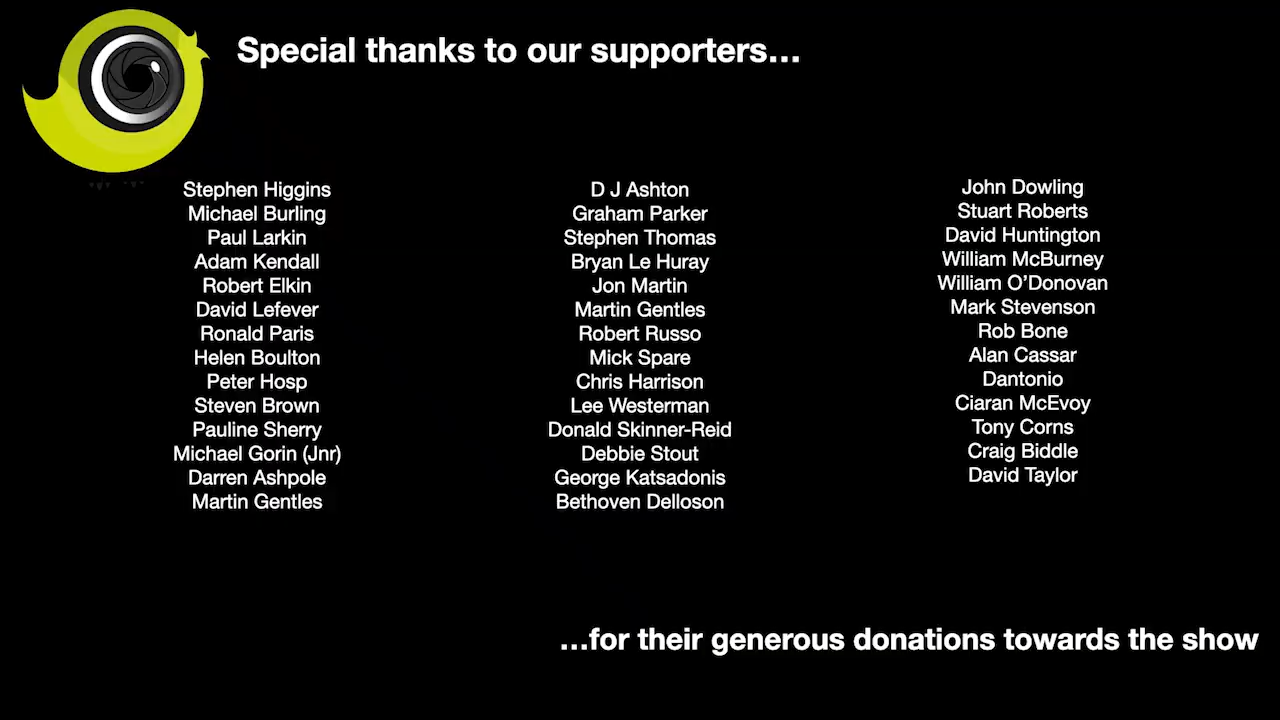 Special thanks to our supporters...
Stephen Higgins
Michael Burling
Paul Larkin
Adam Kendall
Robert Elkin
David Lefever
Ronald Paris
Helen Boulton
Peter Hosp
Steven Brown
Pauline Sherry
Michael Gorin (Jnr)
Darren Ashpole
Martin Gentles
D J Ashton
Graham Parker
Stephen Thomas
Bryan Le Huray
Jon Martin
Martin Gentles
Robert Russo
Mick Spare
Chris Harrison
Lee Westerman
Donald Skinner-Reid
Debbie Stout
George Katsadonis
Bethoven Delloson
John Dowling
Stuart Roberts
David Huntington
William McBurney
William O’Donovan
Mark Stevenson
Rob Bone
Alan Cassar
Dantonio
Ciaran McEvoy
Tony Corns
Craig Biddle
David Taylor
...for their generous donations towards the show